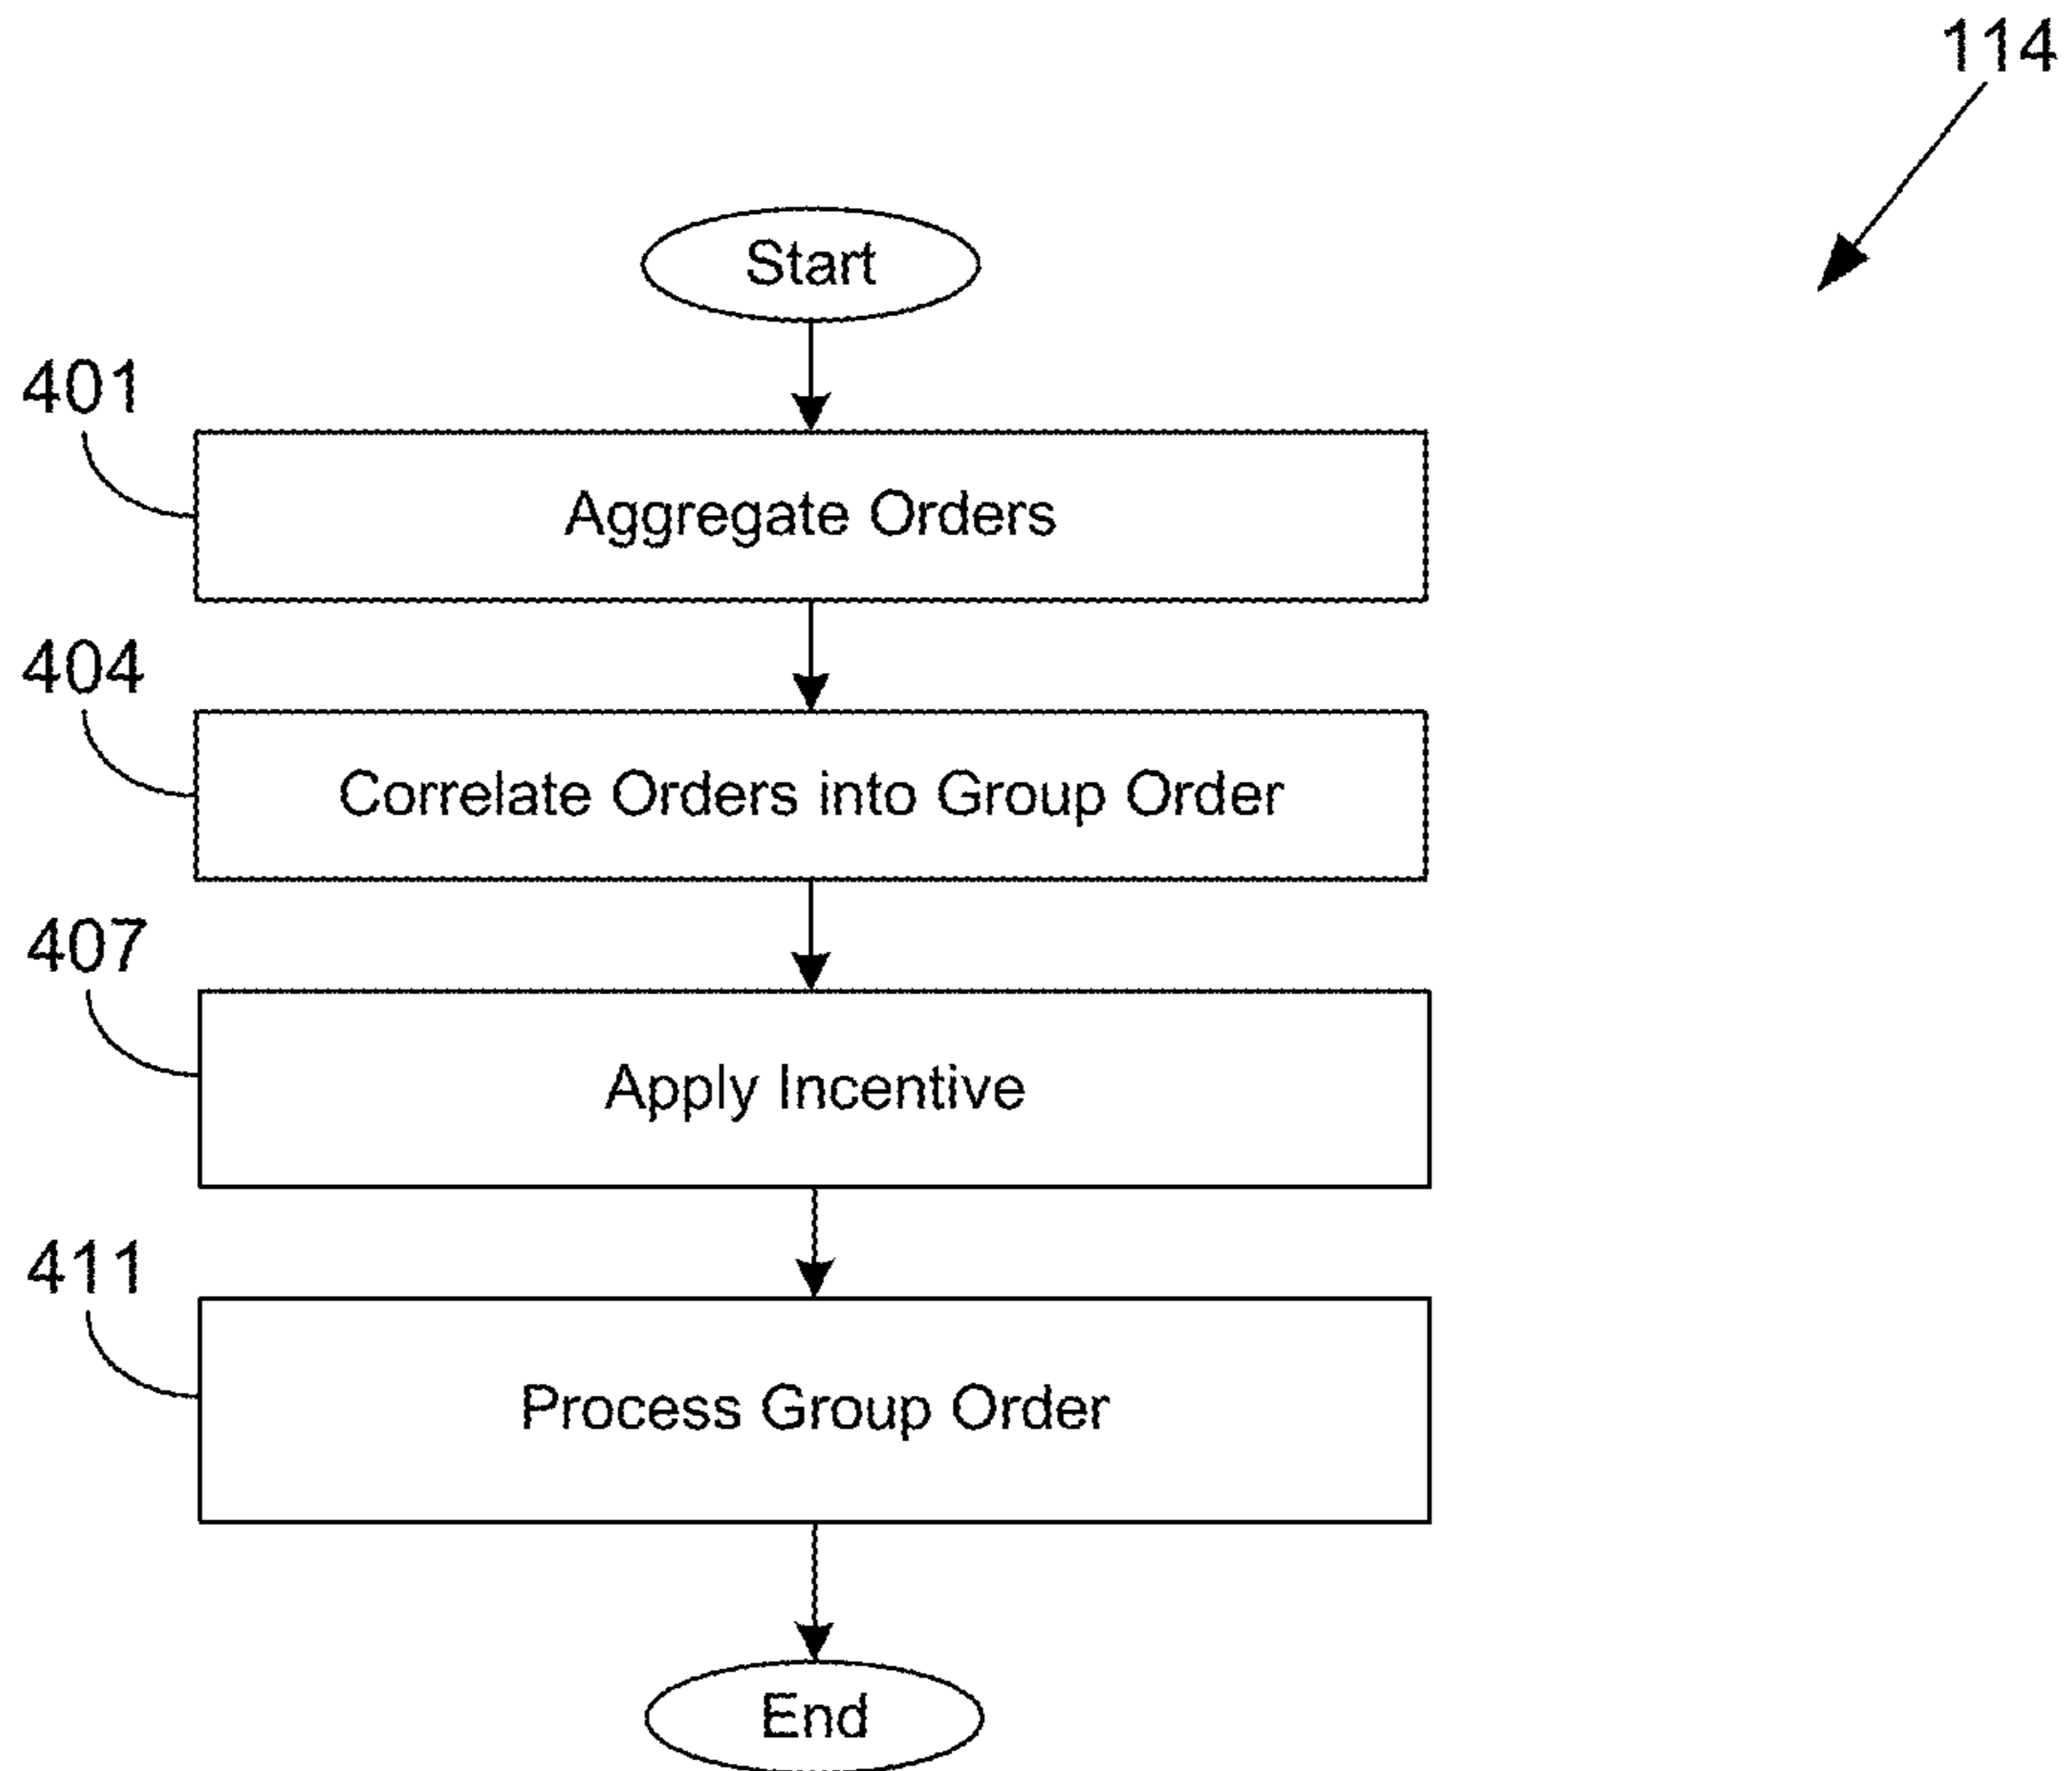 114
Start
401
Aggregate Orders
404
Correlate Orders into Group Order
407
Apply Incentive
411
Process Group Order
End